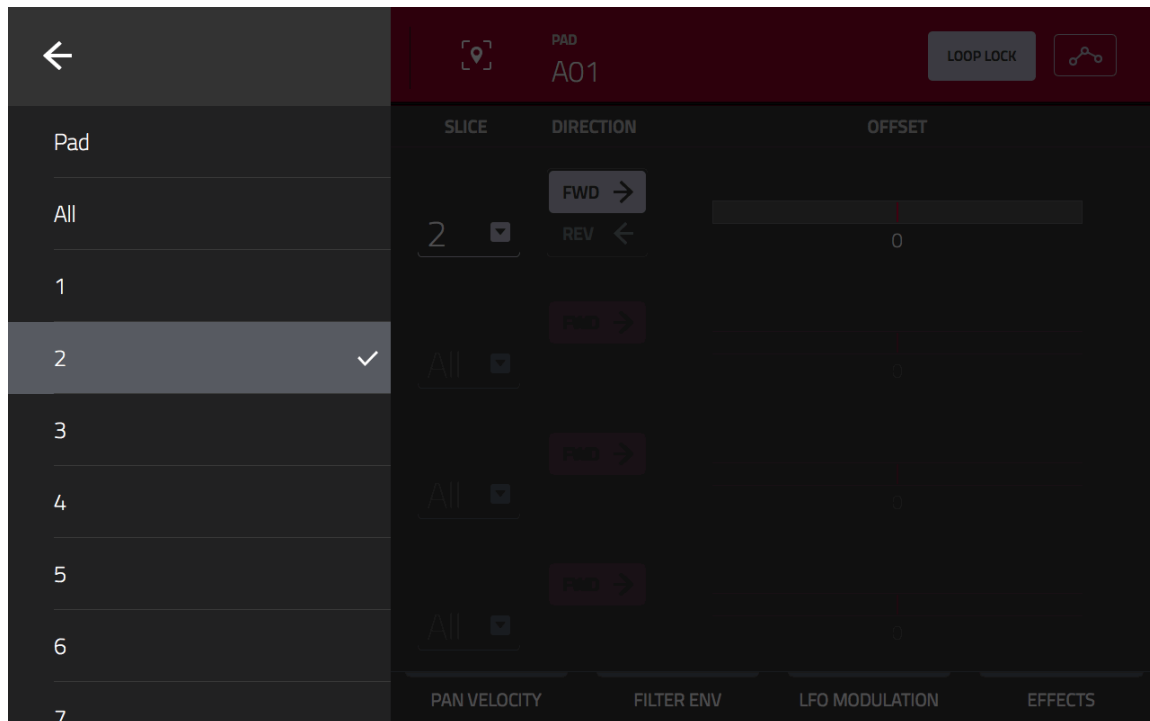 PAD
A01
LOOP LOCK
Pad
All
1
2
3
4
5
6
7
SLICE DIRECTION OFFSET
2
FWD
REV
0
All
FWD
0
All
FWD
0
All
FWD
0
PAN VELOCITY FILTER ENV LFO MODULATION EFFECTS